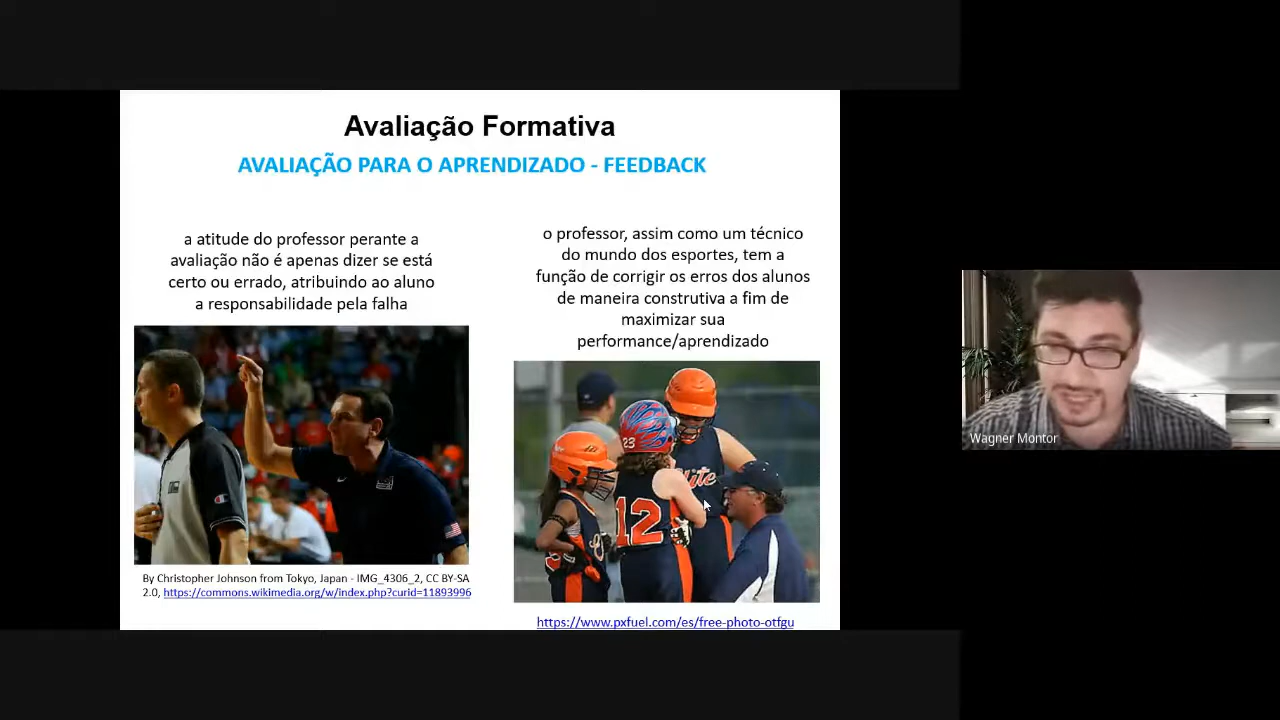 Avaliação Formativa
AVALIAÇÃO PARA O APRENDIZADO - FEEDBACK
a atitude do professor perante a
avaliação não é apenas dizer se está
certo ou errado, atribuindo ao aluno
a responsabilidade pela falha
By Christopher Johnson from Tokyo, Japan - IMG_4306_2, CC BY-SA
2.0, https://commons.wikimedia.org/w/index.php?curid=11893996
o professor, assim como um técnico
do mundo dos esportes, tem a
função de corrigir os erros dos alunos
de maneira construtiva a fim de
maximizar sua
performance/aprendizado
23
12
https://www.pxfuel.com/es/free-photo-otfgu
Wagner Montor